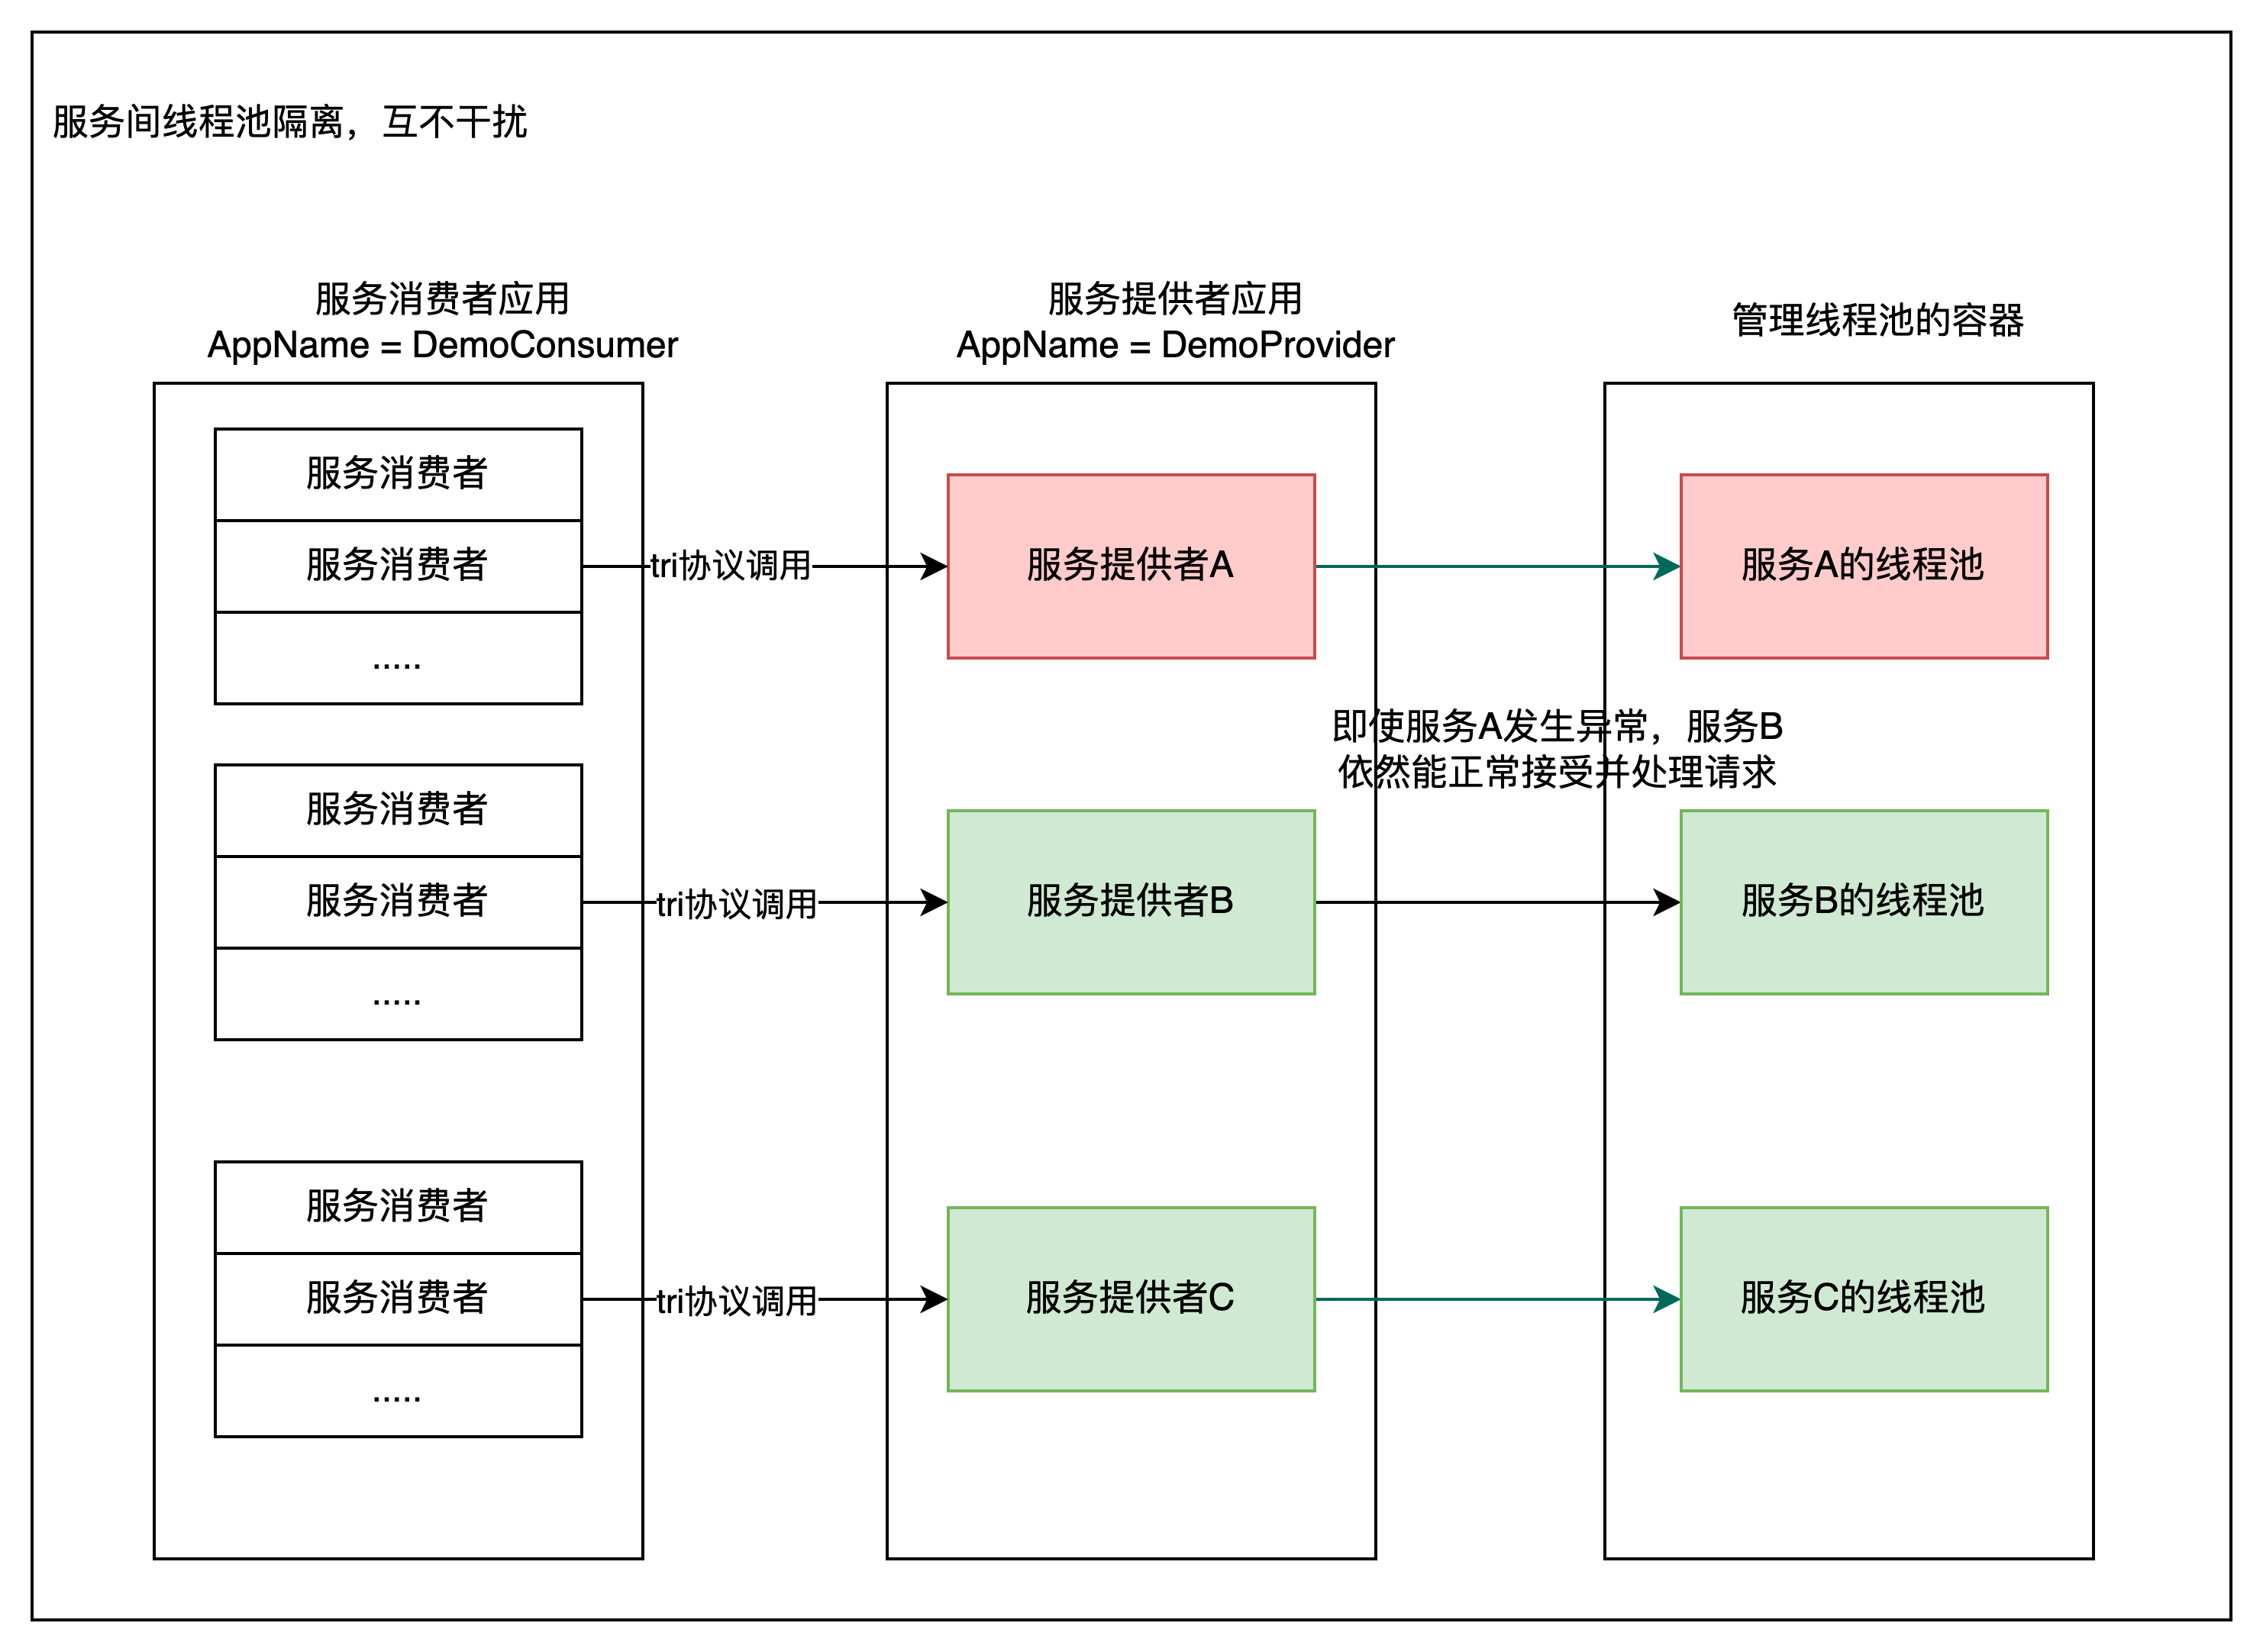 服务间线程池隔离，互不干扰
服务消费者应用
AppName = DemoConsumer
服务提供者应用
AppName = DemoProvider
管理线程池的容器
服务消费者
服务消费者
.....
tri协议调用
服务提供者A
服务A的线程池
即使服务A发生异常，服务B
依然能正常接受并处理请求
服务消费者
服务消费者
.....
tri协议调用
服务提供者B
服务B的线程池
服务消费者
服务消费者
.....
tri协议调用
服务提供者C
服务C的线程池